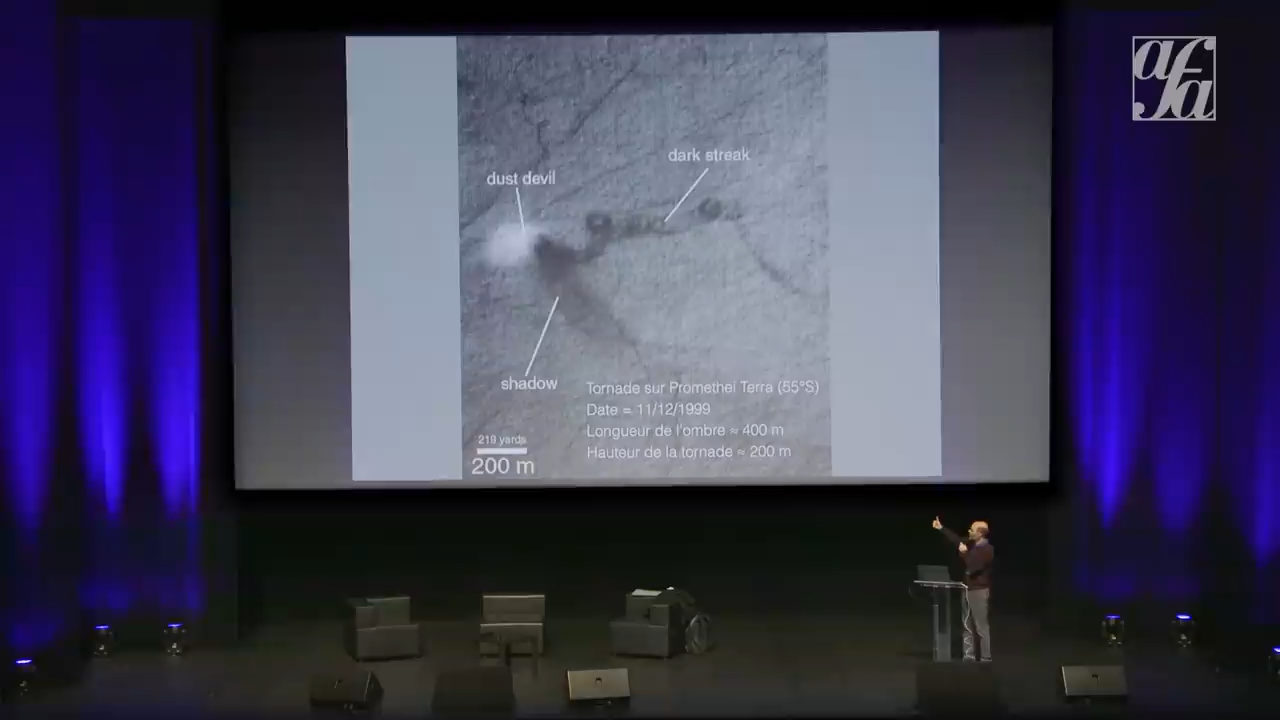 afa
dark streak
dust devil
shadow
Tornade sur Promethei Terra (55°S)
Date = 11/12/1999
Longueur de l'ombre ≈ 400 m
Hauteur de la tornade ≈ 200 m
219 yards
200 m